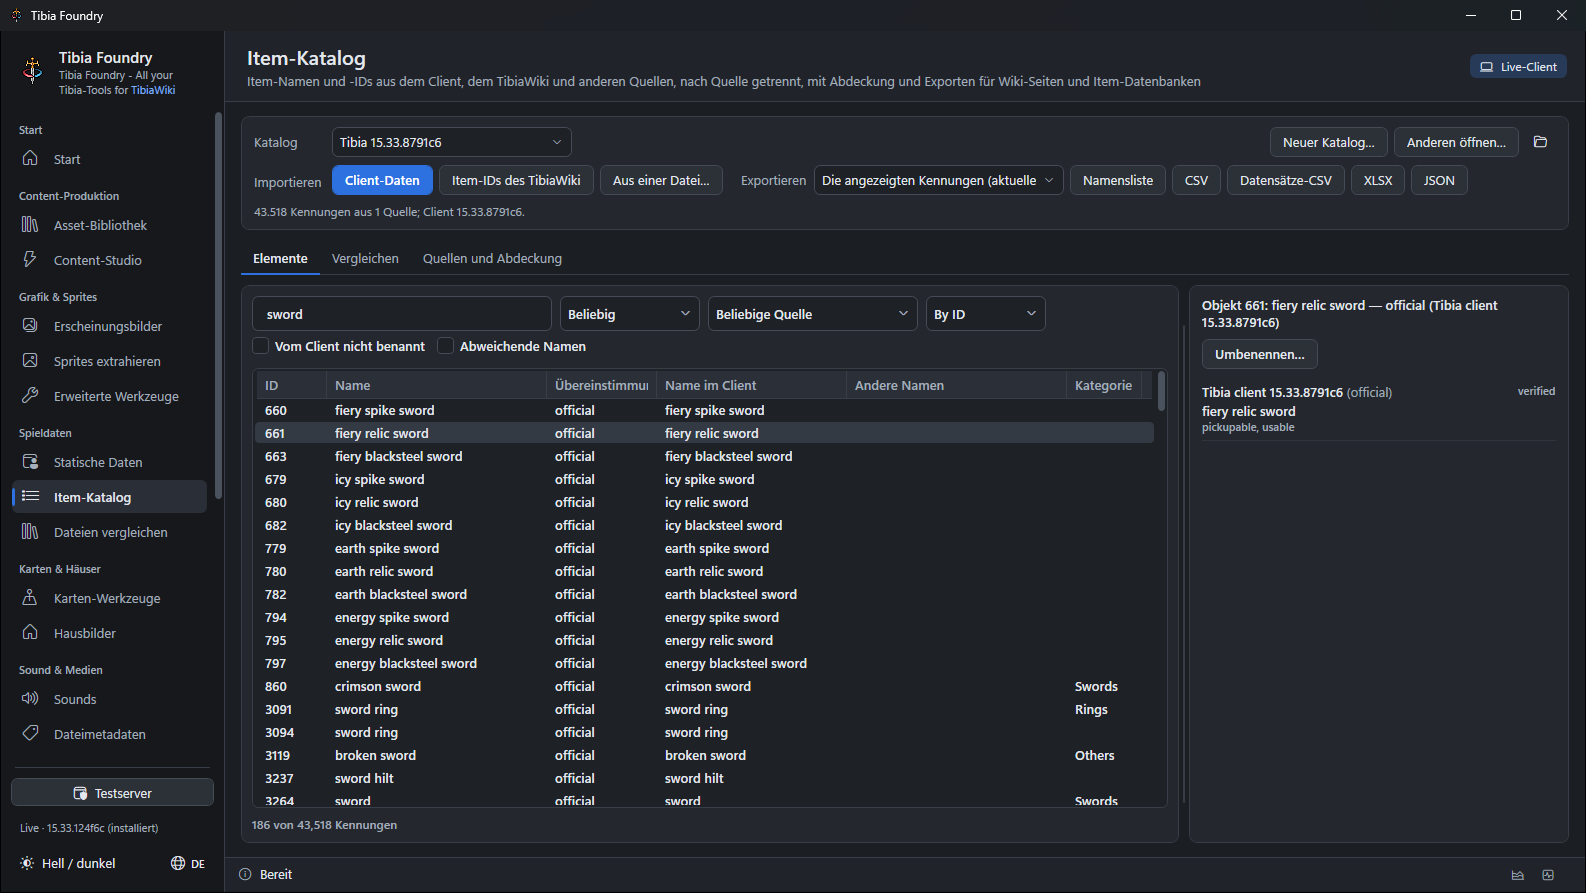 Tibia Foundry
Tibia Foundry
Tibia Foundry - All your
Tibia-Tools for TibiaWiki
Start
Start
Content-Produktion
Asset-Bibliothek
Content-Studio
Grafik & Sprites
Erscheinungsbilder
Sprites extrahieren
Erweiterte Werkzeuge
Spieldaten
Statische Daten
Item-Katalog
Dateien vergleichen
Karten & Häuser
Karten-Werkzeuge
Hausbilder
Sound & Medien
Sounds
Dateimetadaten
Testserver
Live · 15.33.124f6c (installiert)
Hell / dunkel DE
Item-Katalog
Item-Namen und -IDs aus dem Client, dem TibiaWiki und anderen Quellen, nach Quelle getrennt, mit Abdeckung und Exporten für Wiki-Seiten und Item-Datenbanken
Live-Client
Katalog Tibia 15.33.8791c6 Neuer Katalog... Anderen öffnen...
Importieren Client-Daten Item-IDs des TibiaWiki Aus einer Datei... Exportieren Die angezeigten Kennungen (aktuelle Namensliste CSV Datensätze-CSV XLSX JSON
43.518 Kennungen aus 1 Quelle; Client 15.33.8791c6.
Elemente Vergleichen Quellen und Abdeckung
sword Beliebig Beliebige Quelle By ID
Vom Client nicht benannt Abweichende Namen
ID Name Übereinstimmu Name im Client Andere Namen Kategorie
660 fiery spike sword official fiery spike sword
661 fiery relic sword official fiery relic sword
663 fiery blacksteel sword official fiery blacksteel sword
679 icy spike sword official icy spike sword
680 icy relic sword official icy relic sword
682 icy blacksteel sword official icy blacksteel sword
779 earth spike sword official earth spike sword
780 earth relic sword official earth relic sword
782 earth blacksteel sword official earth blacksteel sword
794 energy spike sword official energy spike sword
795 energy relic sword official energy relic sword
797 energy blacksteel sword official energy blacksteel sword
860 crimson sword official crimson sword Swords
3091 sword ring official sword ring Rings
3094 sword ring official sword ring
3119 broken sword official broken sword Others
3237 sword hilt official sword hilt
3264 sword official sword Swords
186 von 43,518 Kennungen
Objekt 661: fiery relic sword — official (Tibia client
15.33.8791c6)
Umbenennen...
Tibia client 15.33.8791c6 (official) verified
fiery relic sword
pickupable, usable
Bereit